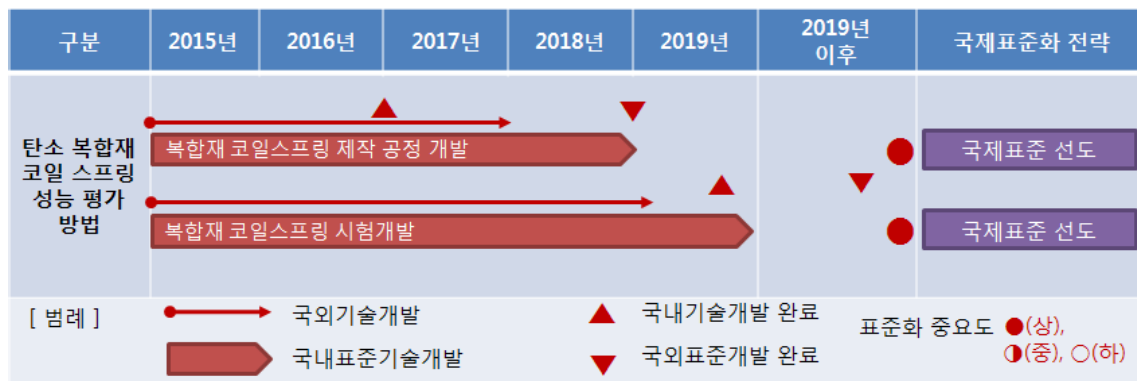 구분 2015년 2016년 2017년 2018년 2019년 2019년 이후 국제표준화 전략
탄소 복합재
코일 스프링
성능 평가
방법
복합재 코일스프링 제작 공정 개발
국제표준 선도
복합재 코일스프링 시험개발
국제표준 선도
[ 범례 ]
국외기술개발
국내기술개발 완료
국내표준기술개발
국외표준개발 완료
표준화 중요도 ●(상),
◑(중), ○(하)